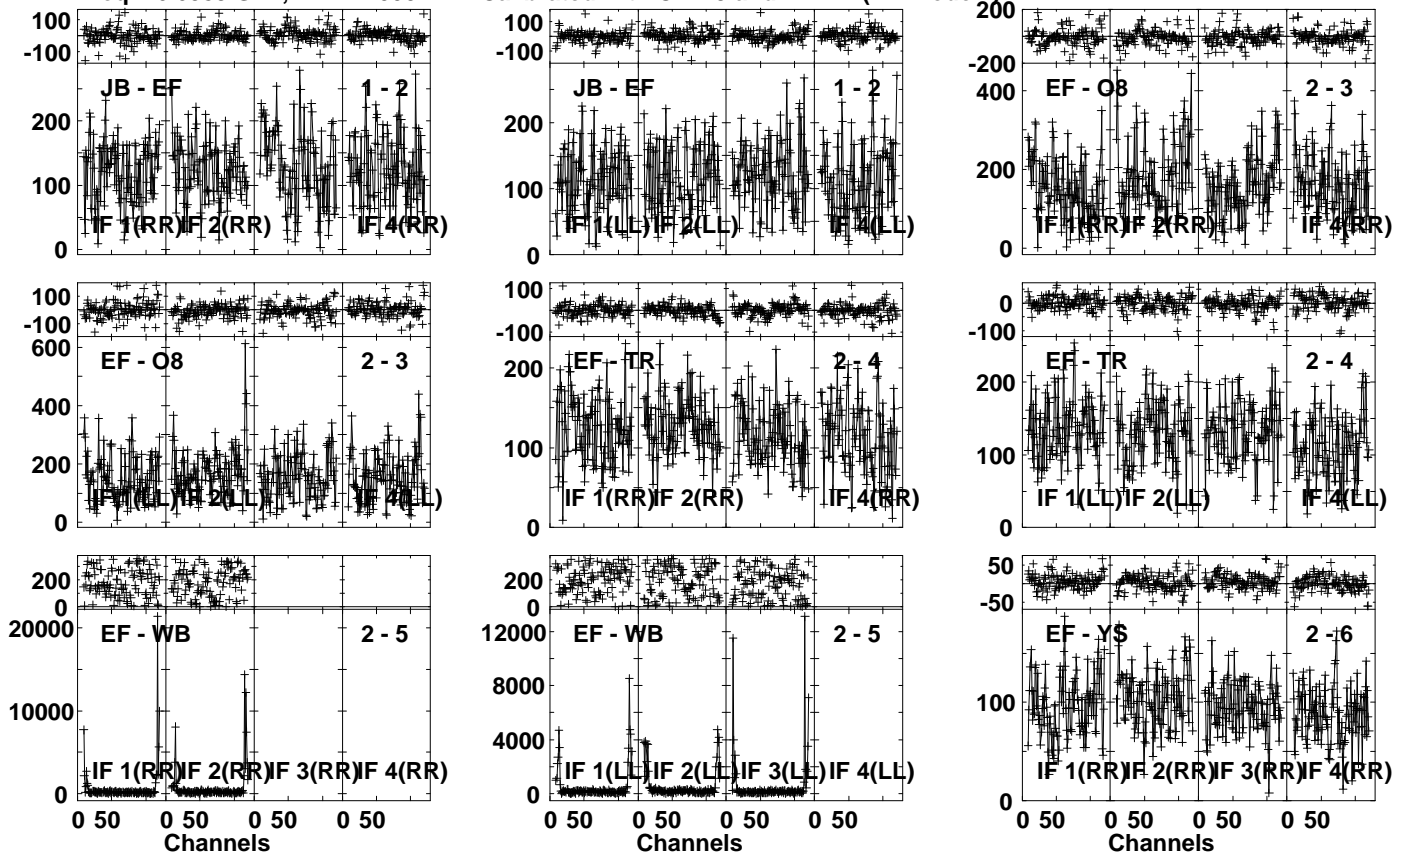 100
-100
JB - EF 1 - 2
200
100
0
IF 1(RR) IF 2(RR) IF 4(RR)
100
-100
JB - EF 1 - 2
200
100
0
IF 1(LL) IF 2(LL) IF 4(LL)
200
0
-200
EF - O8 2 - 3
400
200
0
IF 1(RR) IF 2(RR) IF 4(RR)
100
-100
EF - O8 2 - 3
600
400
200
0
IF 1(LL) IF 2(LL) IF 4(LL)
100
-100
EF - TR 2 - 4
200
100
0
IF 1(RR) IF 2(RR) IF 4(RR)
0
-100
EF - TR 2 - 4
200
100
0
IF 1(LL) IF 2(LL) IF 4(LL)
200
0
EF - WB 2 - 5
20000
10000
0
IF 1(RR) IF 2(RR) IF 3(RR) IF 4(RR)
0 50 0 50 0 50 0 50
Channels
200
0
EF - WB 2 - 5
12000
8000
4000
0
IF 1(LL) IF 2(LL) IF 3(LL) IF 4(LL)
0 50 0 50 0 50 0 50
50
-50
EF - YS 2 - 6
100
0
IF 1(RR) IF 2(RR) IF 3(RR) IF 4(RR)
0 50 0 50 0 50 0 50
Channels